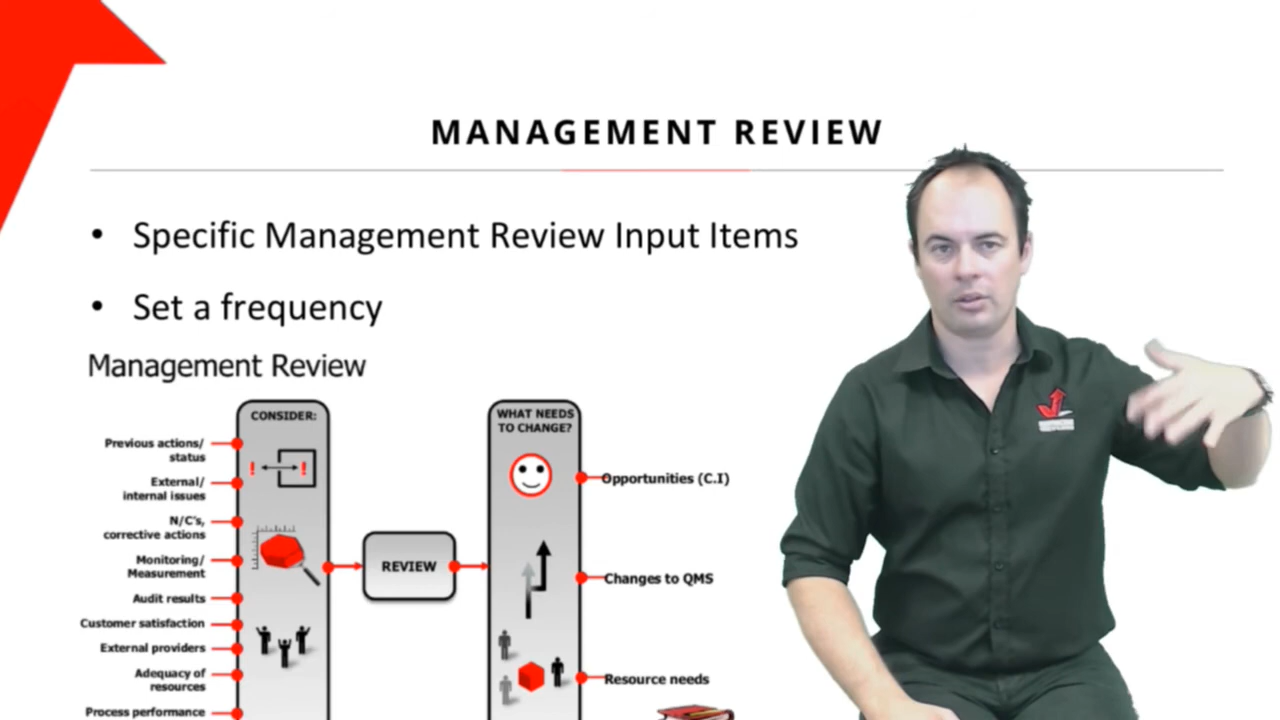 MANAGEMENT REVIEW
• Specific Management Review Input Items
• Set a frequency
Management Review
CONSIDER:
Previous actions/
status
External/
internal issues
N/C's,
corrective actions
Monitoring/
Measurement
Audit results
Customer satisfaction
External providers
Adequacy of
resources
Process performance
REVIEW
WHAT NEEDS
TO CHANGE?
Opportunities (C.I)
Changes to QMS
Resource needs